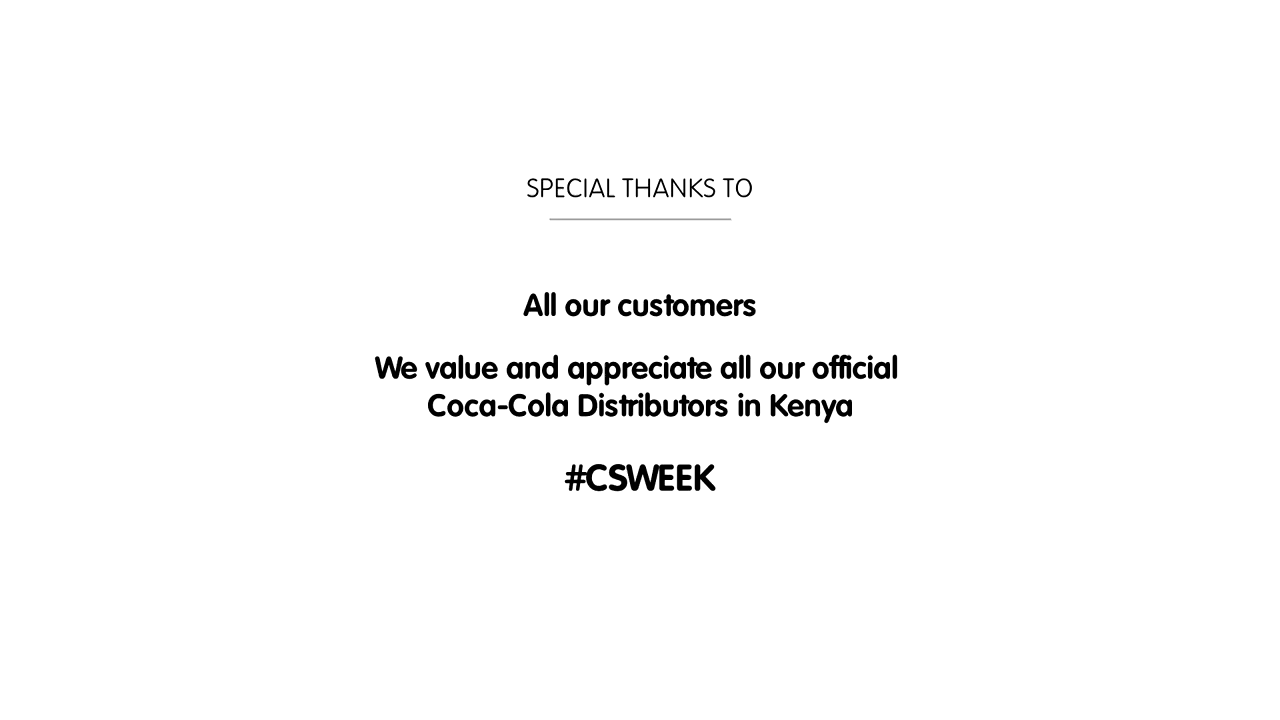 SPECIAL THANKS TO
All our customers
We value and appreciate all our official
Coca-Cola Distributors in Kenya
#CSWEEK